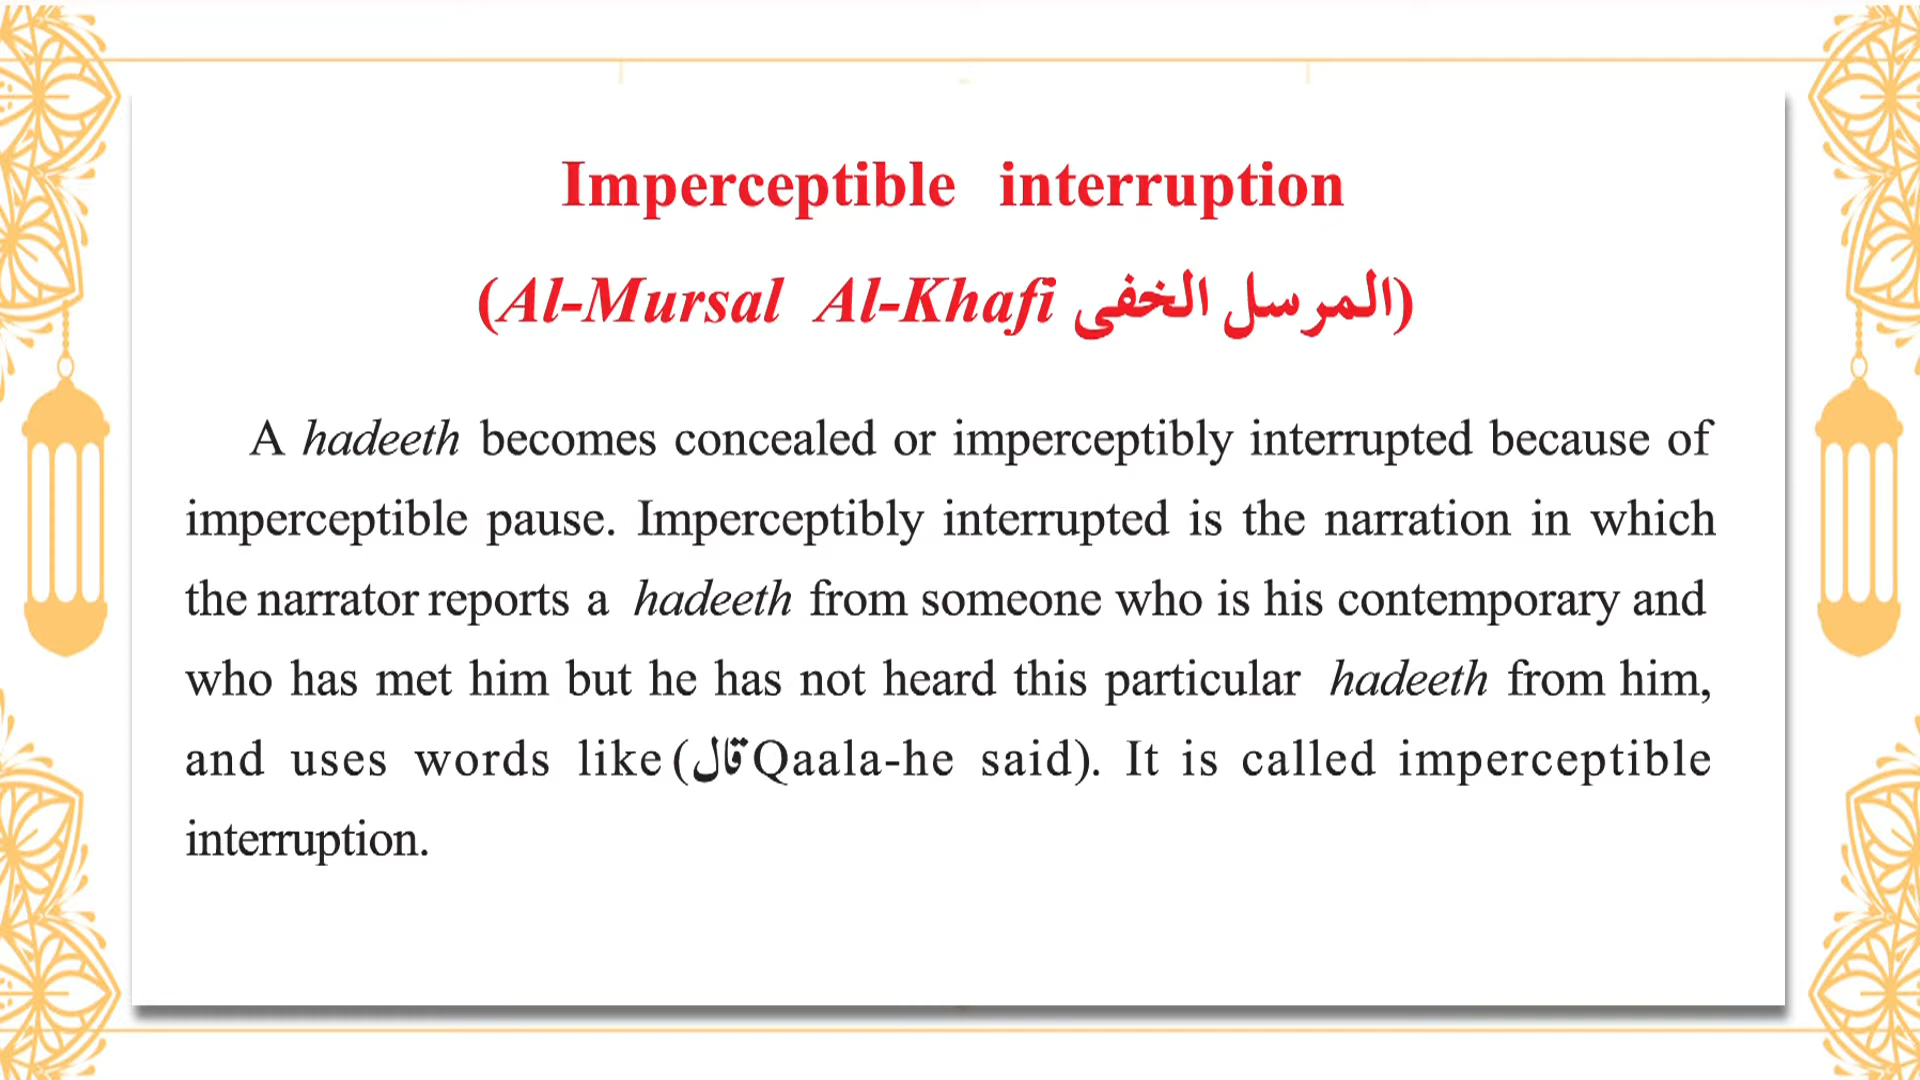 Imperceptible interruption
(Al-Mursal Al-Khafi المرسل الخفى)
A hadeeth becomes concealed or imperceptibly interrupted because of
imperceptible pause. Imperceptibly interrupted is the narration in which
the narrator reports a hadeeth from someone who is his contemporary and
who has met him but he has not heard this particular hadeeth from him,
and uses words like (قال Qaala-he said). It is called imperceptible
interruption.